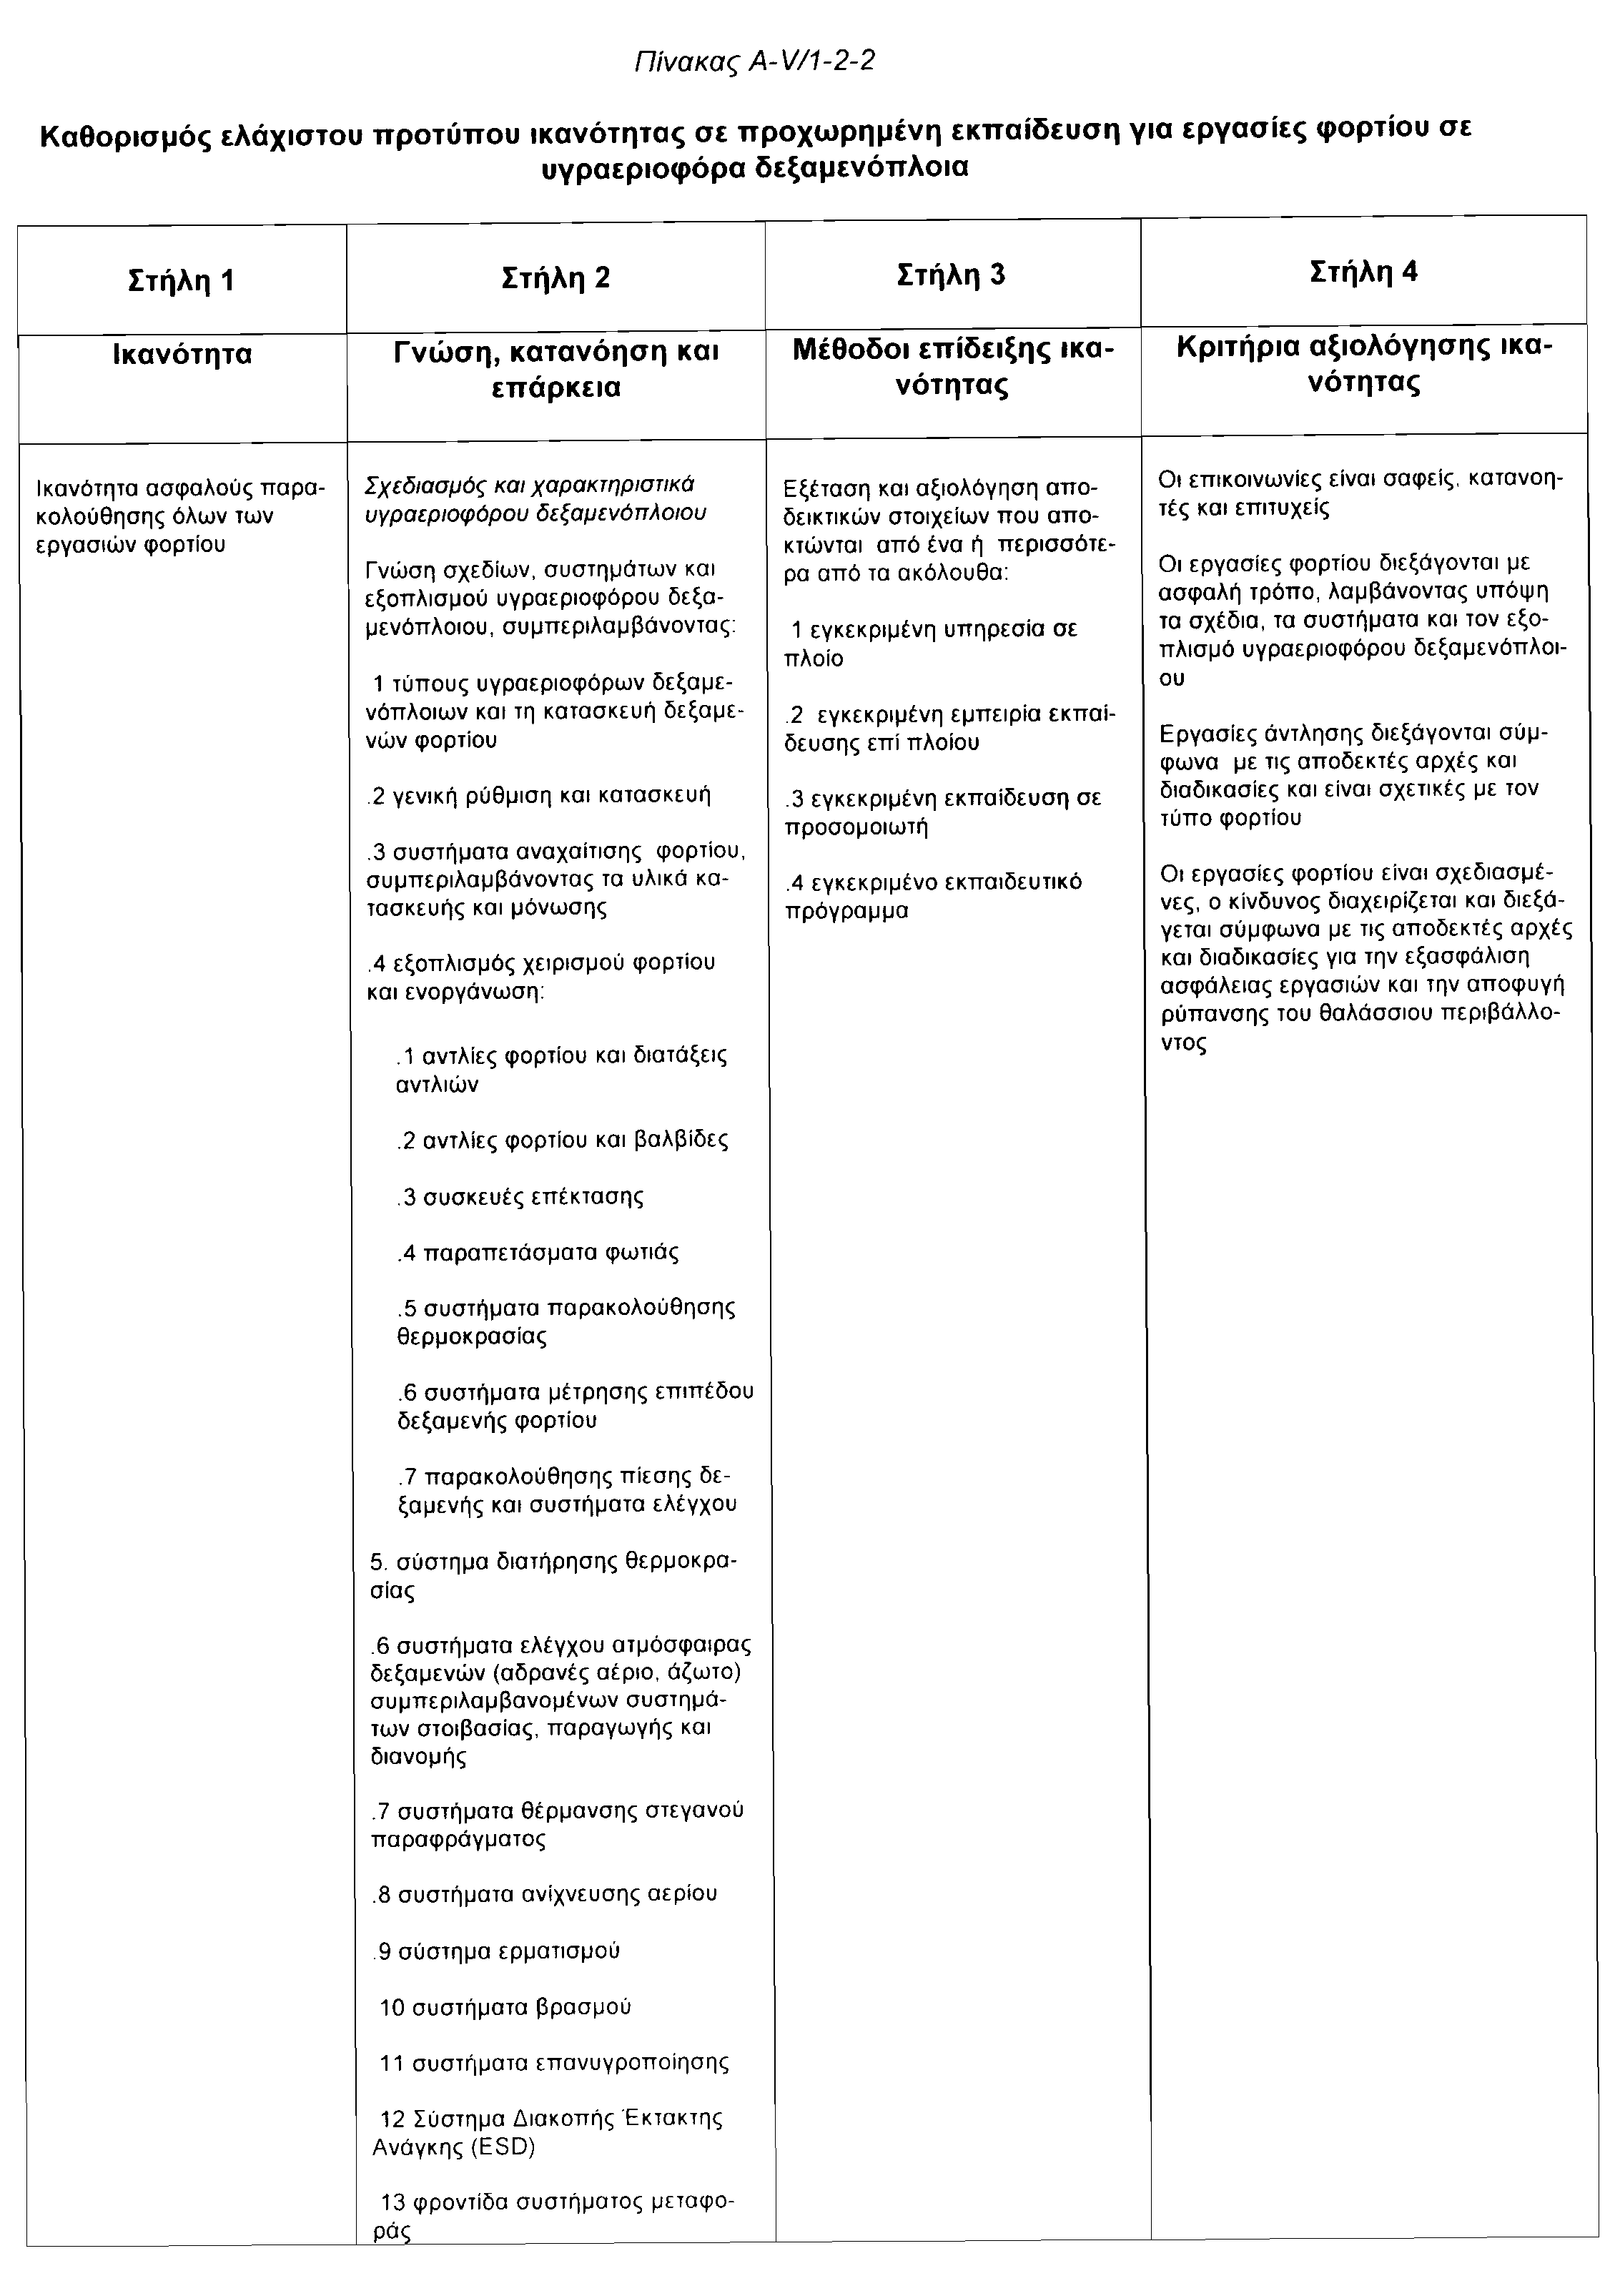 Πίνακας Α-V/1-2-2
Καθορισμός ελάχιστου προτύπου ικανότητας σε προχωρημένη εκπαίδευση για εργασίες φορτίου σε
υγραεριοφόρα δεξαμενόπλοια
Στήλη 1
Στήλη 2
Στήλη 3
Στήλη 4
Ικανότητα
Γνώση, κατανόηση και
επάρκεια
Μέθοδοι επίδειξης ικα-
νότητας
Κριτήρια αξιολόγησης ικα-
νότητας
Ικανότητα ασφαλούς παρα-
κολούθησης όλων των
εργασιών φορτίου
Σχεδιασμός και χαρακτηριστικά
υγραεριοφόρου δεξαμενόπλοιου
Γνώση σχεδίων, συστημάτων και
εξοπλισμού υγραεριοφόρου δεξα-
μενόπλοιου, συμπεριλαμβάνοντας:
1 τύπους υγραεριοφόρων δεξαμε-
νόπλοιων και τη κατασκευή δεξαμε-
νών φορτίου
.2 γενική ρύθμιση και κατασκευή
.3 συστήματα αναχαίτισης φορτίου,
συμπεριλαμβάνοντας τα υλικά κα-
τασκευής και μόνωσης
.4 εξοπλισμός χειρισμού φορτίου
και ενοργάνωση:
.1 αντλίες φορτίου και διατάξεις
αντλιών
.2 αντλίες φορτίου και βαλβίδες
.3 συσκευές επέκτασης
.4 παραπετάσματα φωτιάς
.5 συστήματα παρακολούθησης
θερμοκρασίας
.6 συστήματα μέτρησης επιπέδου
δεξαμενής φορτίου
.7 παρακολούθησης πίεσης δε-
ξαμενής και συστήματα ελέγχου
5. σύστημα διατήρησης θερμοκρα-
σίας
.6 συστήματα ελέγχου ατμόσφαιρας
δεξαμενών (αδρανές αέριο, άζωτο)
συμπεριλαμβανομένων συστημά-
των στοιβασίας, παραγωγής και
διανομής
.7 συστήματα θέρμανσης στεγανού
παραφράγματος
.8 συστήματα ανίχνευσης αερίου
.9 σύστημα ερματισμού
10 συστήματα βρασμού
11 συστήματα επανυγροποίησης
12 Σύστημα Διακοπής Έκτακτης
Ανάγκης (ESD)
13 φροντίδα συστήματος μεταφο-
ράς
Εξέταση και αξιολόγηση απο-
δεικτικών στοιχείων που απο-
κτώνται από ένα ή περισσότε-
ρα από τα ακόλουθα:
1 εγκεκριμένη υπηρεσία σε
πλοίο
.2 εγκεκριμένη εμπειρία εκπαί-
δευσης επί πλοίου
.3 εγκεκριμένη εκπαίδευση σε
προσομοιωτή
.4 εγκεκριμένο εκπαιδευτικό
πρόγραμμα
Οι επικοινωνίες είναι σαφείς, κατανοη-
τές και επιτυχείς
Οι εργασίες φορτίου διεξάγονται με
ασφαλή τρόπο, λαμβάνοντας υπόψη
τα σχέδια, τα συστήματα και τον εξο-
πλισμό υγραεριοφόρου δεξαμενόπλοι-
ου
Εργασίες άντλησης διεξάγονται σύμ-
φωνα με τις αποδεκτές αρχές και
διαδικασίες και είναι σχετικές με τον
τύπο φορτίου
Οι εργασίες φορτίου είναι σχεδιασμέ-
νες, ο κίνδυνος διαχειρίζεται και διεξά-
γεται σύμφωνα με τις αποδεκτές αρχές
και διαδικασίες για την εξασφάλιση
ασφάλειας εργασιών και την αποφυγή
ρύπανσης του θαλάσσιου περιβάλλο-
ντος